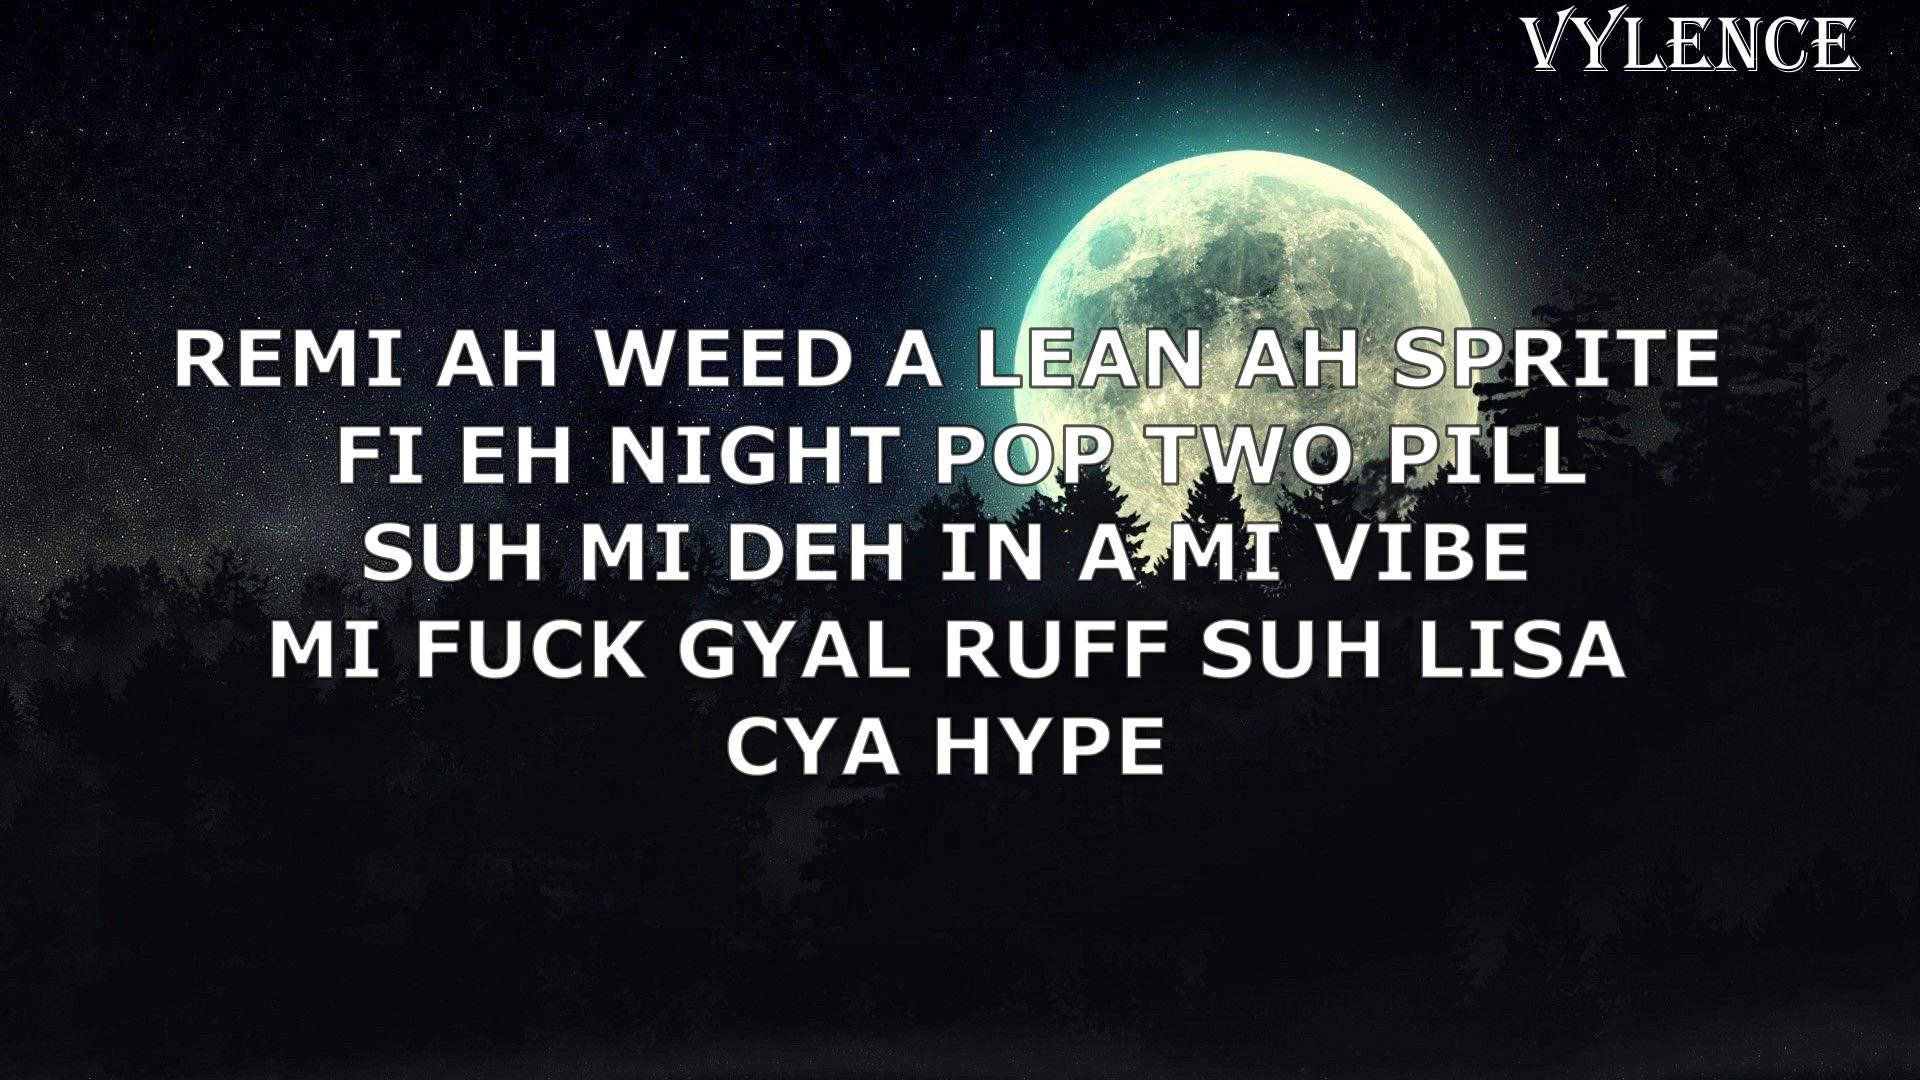 VYLENCE
REMI AH WEED A LEAN AH SPRITE
FI EH NIGHT POP TWO PILL
SUH MI DEH IN A MI VIBE
MI FUCK GYAL RUFF SUH LISA
CYA HYPE